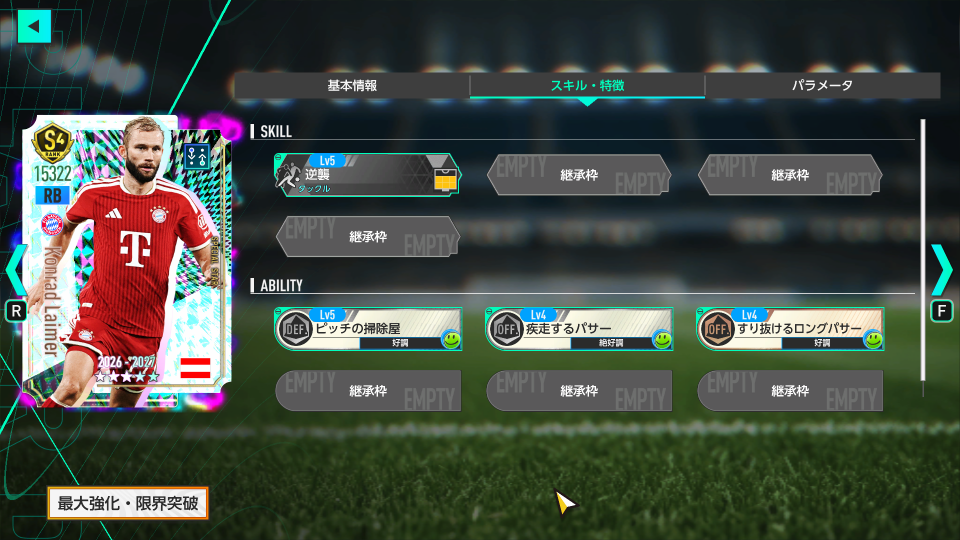 基本情報
スキル・特徴
パラメータ
SKILL
S4
RANK
15322
RB
Konrad Laimer
T
2026 - 2027
R
F
Lv5
逆襲
タックル
EMPTY 継承枠 EMPTY
EMPTY 継承枠 EMPTY
EMPTY 継承枠 EMPTY
ABILITY
Lv5
DEF. ピッチの掃除屋
好調
Lv4
OFF. 疾走するパサー
絶好調
Lv4
OFF. すり抜けるロングパサー
好調
EMPTY 継承枠 EMPTY
EMPTY 継承枠 EMPTY
EMPTY 継承枠 EMPTY
最大強化・限界突破